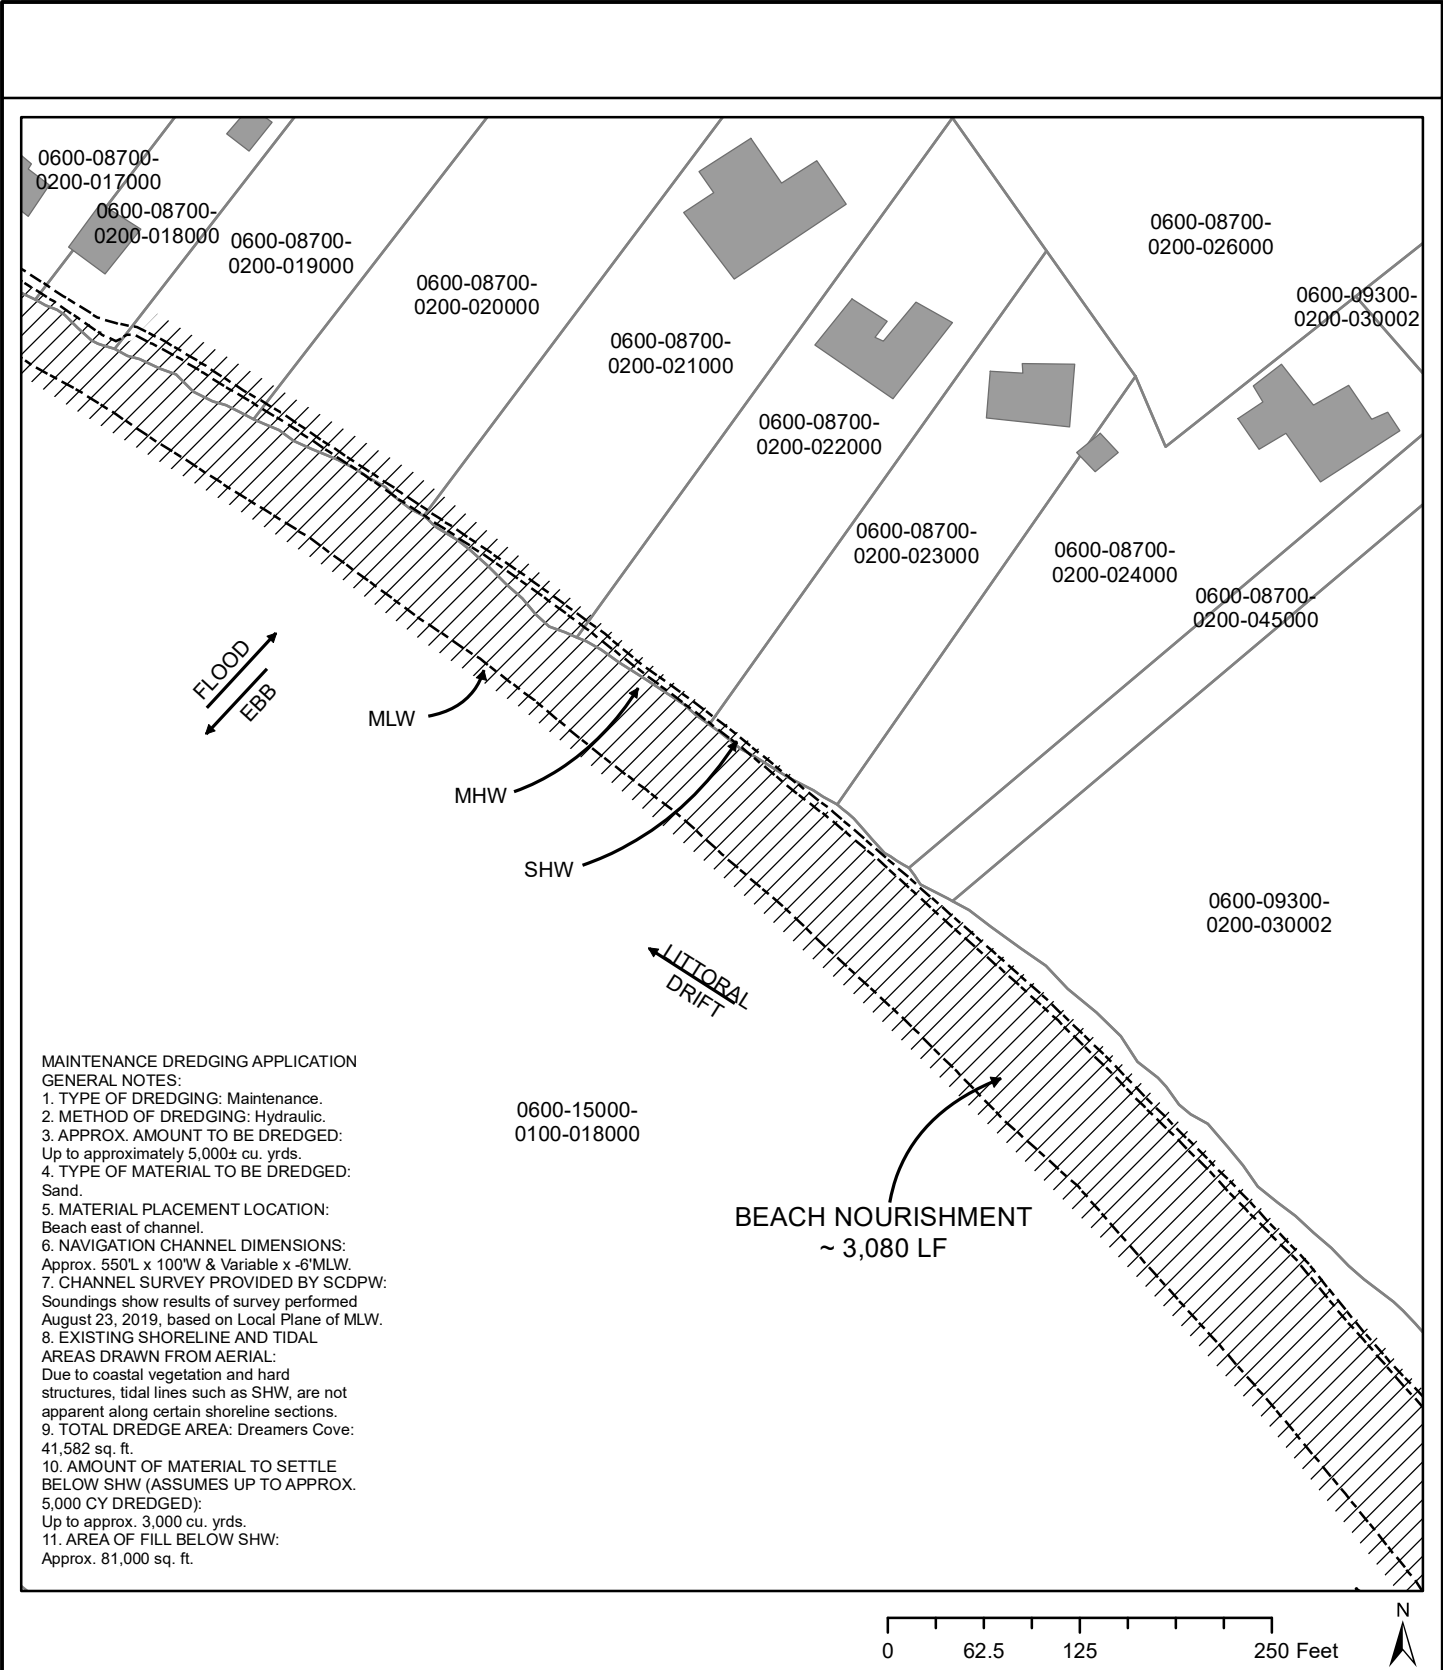 0600-08700-
0200-017000
0600-08700-
0200-018000
0600-08700-
0200-019000
0600-08700-
0200-020000
0600-08700-
0200-021000
0600-08700-
0200-022000
0600-08700-
0200-023000
0600-08700-
0200-024000
0600-08700-
0200-045000
0600-08700-
0200-026000
0600-09300-
0200-030002
0600-09300-
0200-030002
FLOOD
EBB
MLW
MHW
SHW
LITTORAL
DRIFT
0600-15000-
0100-018000
BEACH NOURISHMENT
~ 3,080 LF
MAINTENANCE DREDGING APPLICATION
GENERAL NOTES:
1. TYPE OF DREDGING: Maintenance.
2. METHOD OF DREDGING: Hydraulic.
3. APPROX. AMOUNT TO BE DREDGED:
Up to approximately 5,000± cu. yrds.
4. TYPE OF MATERIAL TO BE DREDGED:
Sand.
5. MATERIAL PLACEMENT LOCATION:
Beach east of channel.
6. NAVIGATION CHANNEL DIMENSIONS:
Approx. 550'L x 100'W & Variable x -6'MLW.
7. CHANNEL SURVEY PROVIDED BY SCDPW:
Soundings show results of survey performed
August 23, 2019, based on Local Plane of MLW.
8. EXISTING SHORELINE AND TIDAL
AREAS DRAWN FROM AERIAL:
Due to coastal vegetation and hard
structures, tidal lines such as SHW, are not
apparent along certain shoreline sections.
9. TOTAL DREDGE AREA: Dreamers Cove:
41,582 sq. ft.
10. AMOUNT OF MATERIAL TO SETTLE
BELOW SHW (ASSUMES UP TO APPROX.
5,000 CY DREDGED):
Up to approx. 3,000 cu. yrds.
11. AREA OF FILL BELOW SHW:
Approx. 81,000 sq. ft.
0 62.5 125 250 Feet
N